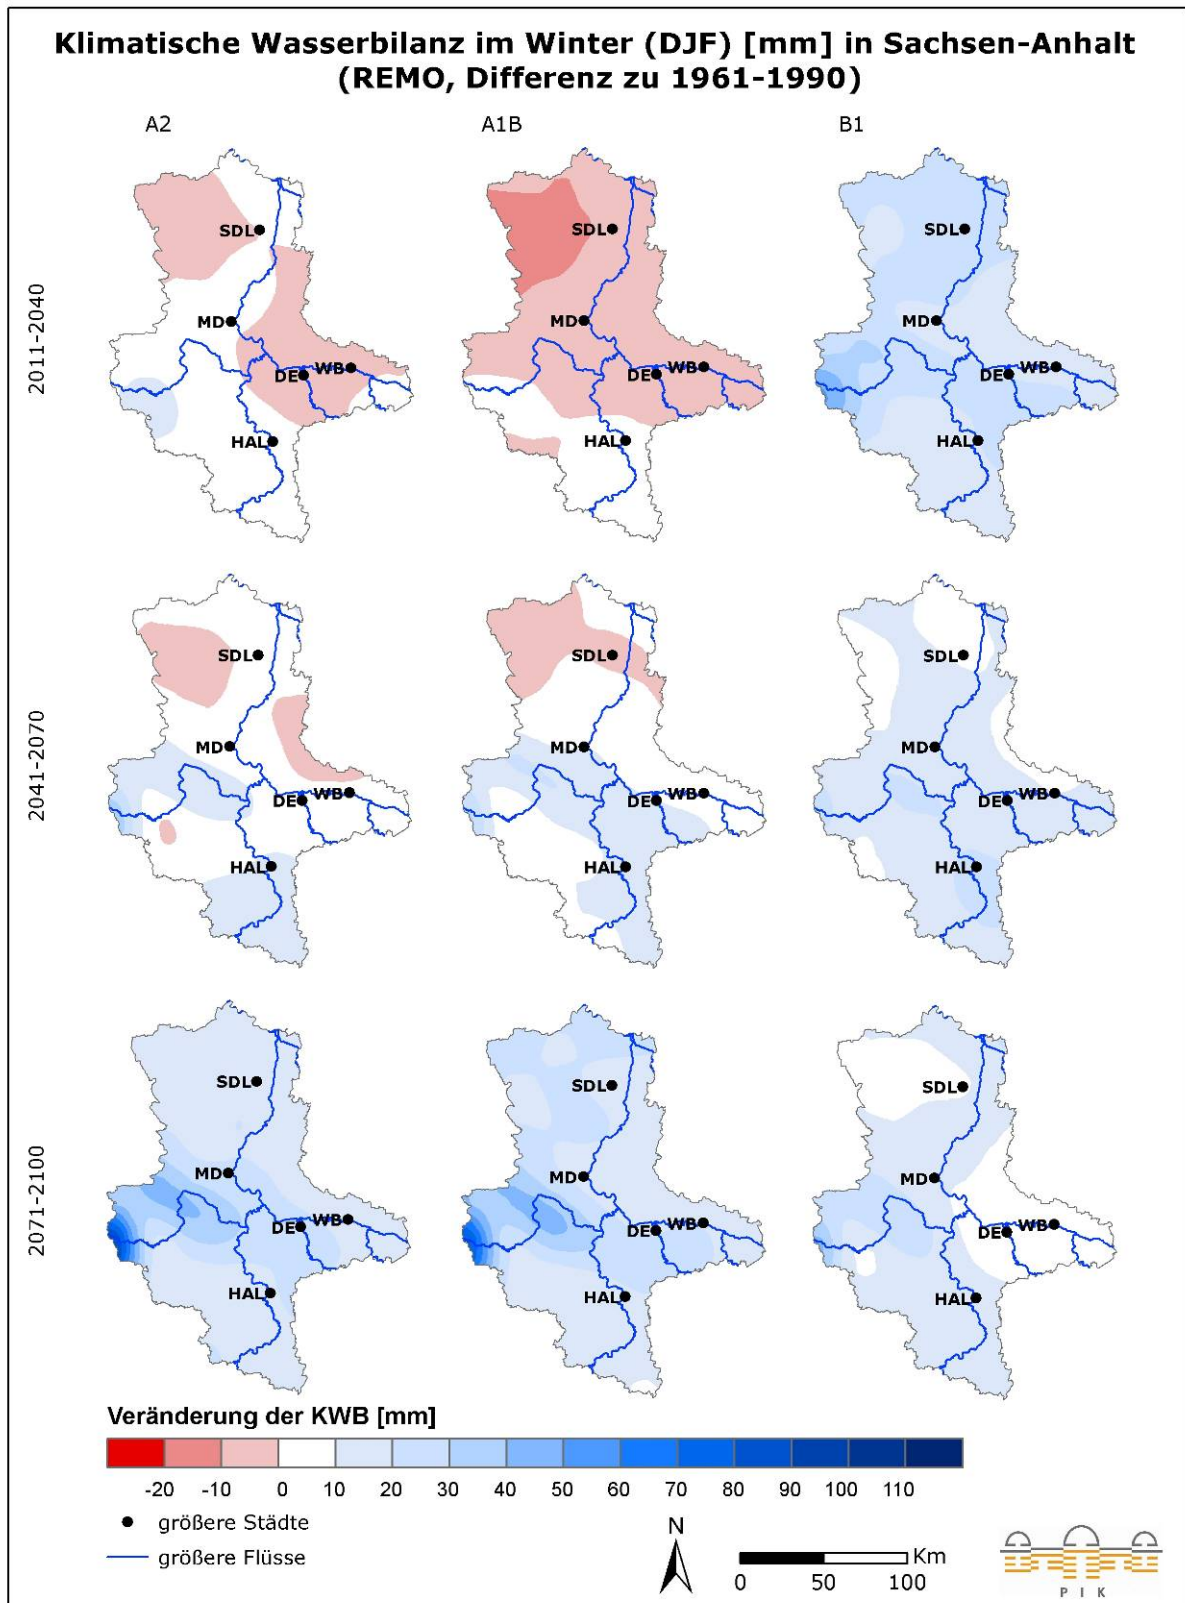 Klimatische Wasserbilanz im Winter (DJF) [mm] in Sachsen-Anhalt
(REMO, Differenz zu 1961-1990)
A2
A1B
B1
2011-2040
SDL
MD
DE
WB
HAL
SDL
MD
DE
WB
HAL
SDL
MD
DE
WB
HAL
2041-2070
SDL
MD
DE
WB
HAL
SDL
MD
DE
WB
HAL
SDL
MD
DE
WB
HAL
2071-2100
SDL
MD
DE
WB
HAL
SDL
MD
DE
WB
HAL
SDL
MD
DE
WB
HAL
Veränderung der KWB [mm]
-20 -10 0 10 20 30 40 50 60 70 80 90 100 110
größere Städte
größere Flüsse
N
Km
0 50 100
P I K